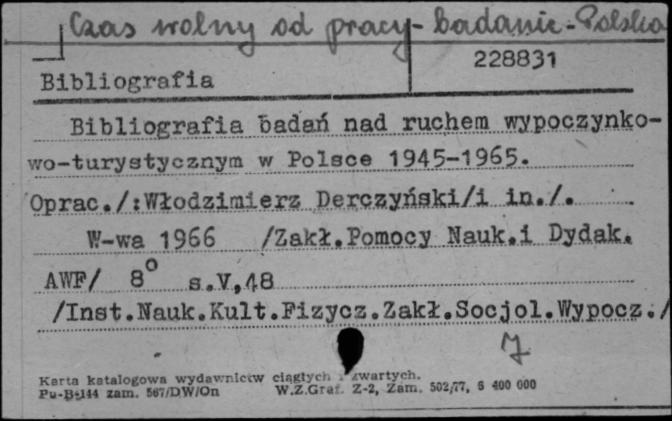 Czas wolny od pracy - badanie - Polska
228831
Bibliografia
Bibliografia badań nad ruchem wypoczynko-
wo-turystycznym w Polsce 1945-1965.
Oprac./:Włodzimierz Derczyński/i in./.
W-wa 1966 /Zakł.Pomocy Nauk.i Dydak.
AWF/ 8° s.V,48
/Inst.Nauk.Kult.Fizycz.Zakł.Socjol.Wypocz./
Karta katalogowa wydawnictw ciągłych i zwartych.
Pu-B-144 zam. 567/DW/On W.Z.Graf. Z-2, Zam. 502/77, 6 400 000